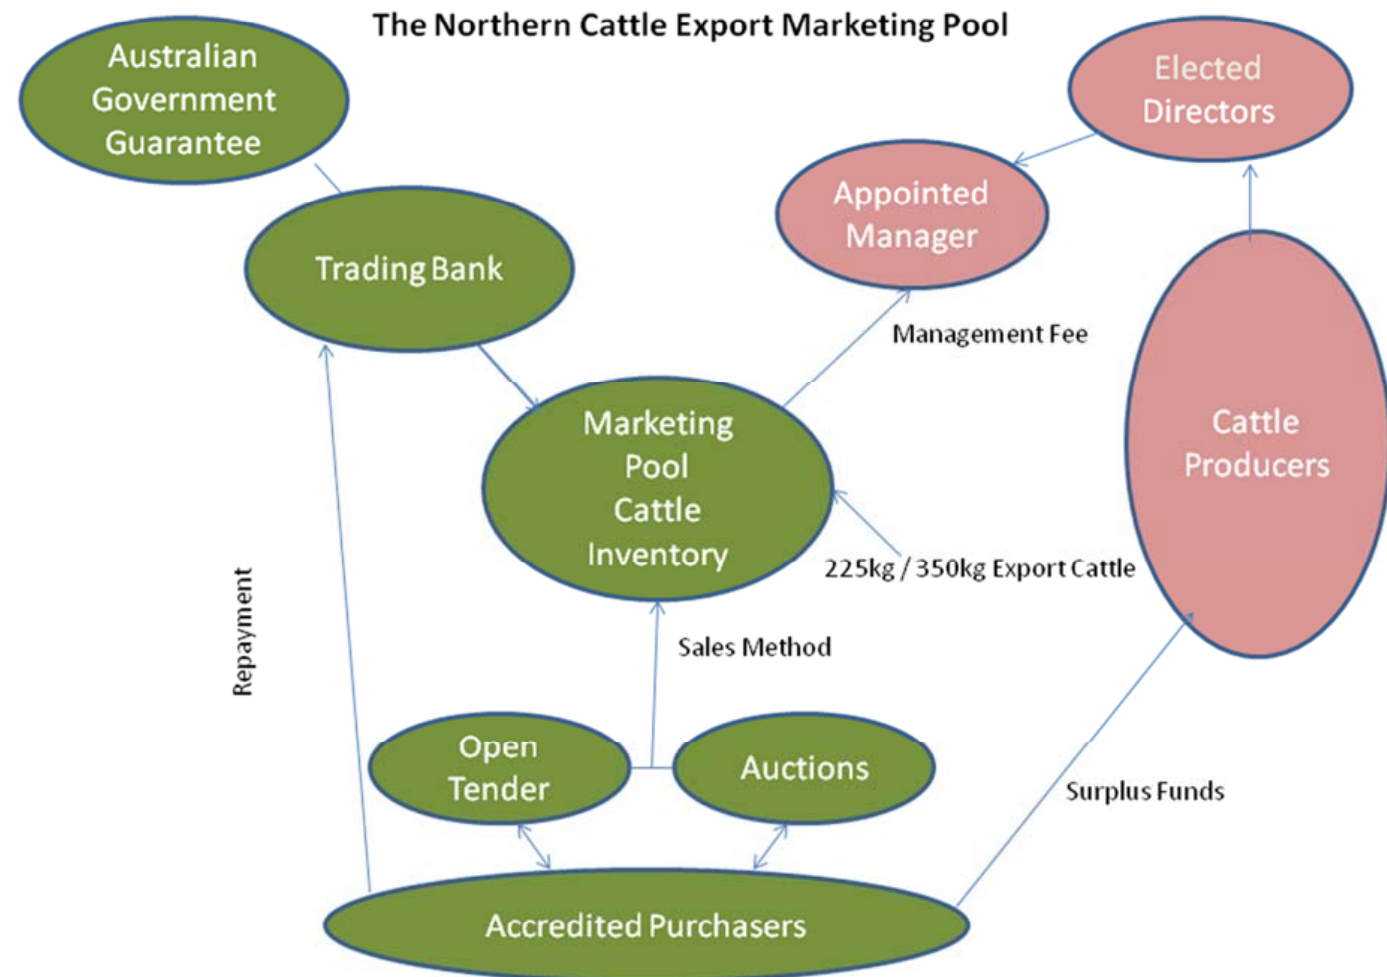 The Northern Cattle Export Marketing Pool
Australian
Government
Guarantee
Elected
Directors
Appointed
Manager
Trading Bank
Management Fee
Marketing
Pool
Cattle
Inventory
Cattle
Producers
225kg / 350kg Export Cattle
Repayment
Sales Method
Open
Tender
Auctions
Surplus Funds
Accredited Purchasers